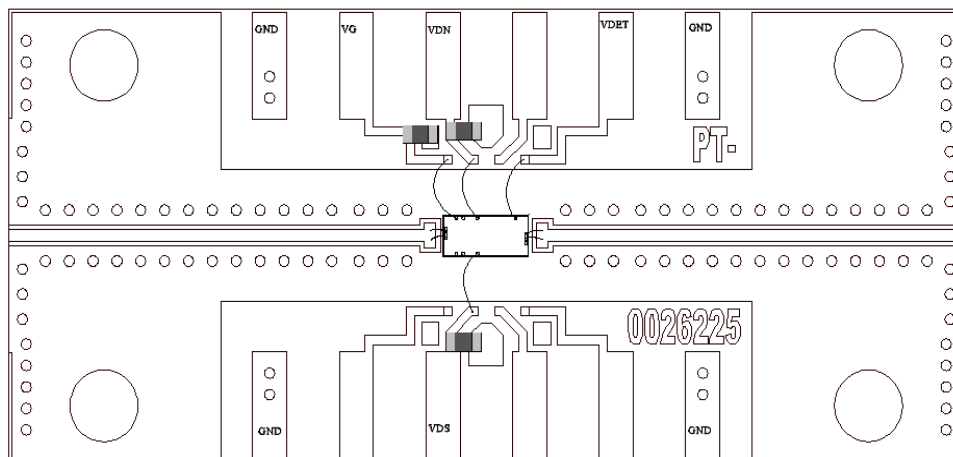 GND VG VDN VDET GND
PT-
0026225
GND VDS GND